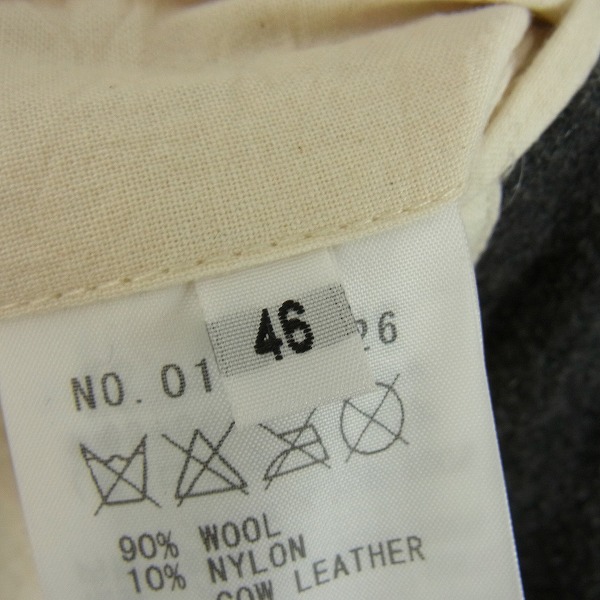 46
NO.01 26
90% WOOL
10% NYLON
COW LEATHER